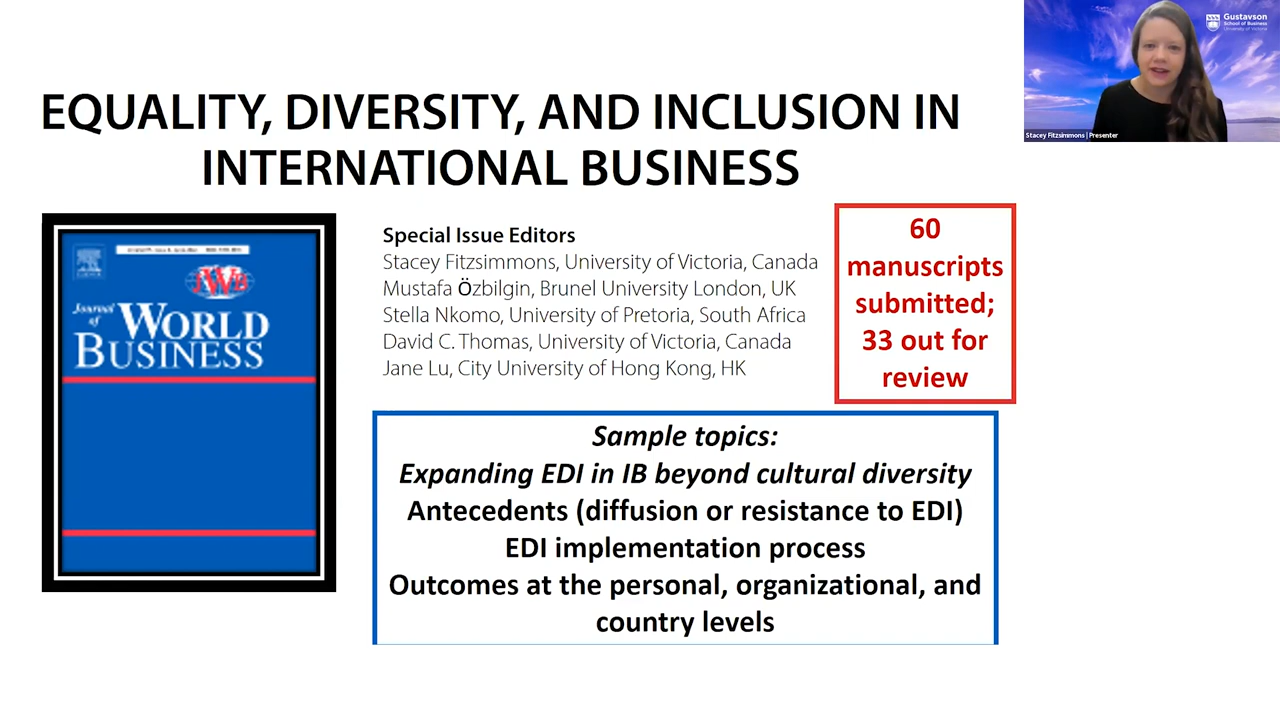 EQUALITY, DIVERSITY, AND INCLUSION IN
INTERNATIONAL BUSINESS
Gustavson
School of Business
University of Victoria
Stacey Fitzsimmons | Presenter
JWB
Journal
of
WORLD
BUSINESS
Special Issue Editors
Stacey Fitzsimmons, University of Victoria, Canada
Mustafa Özbilgin, Brunel University London, UK
Stella Nkomo, University of Pretoria, South Africa
David C. Thomas, University of Victoria, Canada
Jane Lu, City University of Hong Kong, HK
60
manuscripts
submitted;
33 out for
review
Sample topics:
Expanding EDI in IB beyond cultural diversity
Antecedents (diffusion or resistance to EDI)
EDI implementation process
Outcomes at the personal, organizational, and
country levels